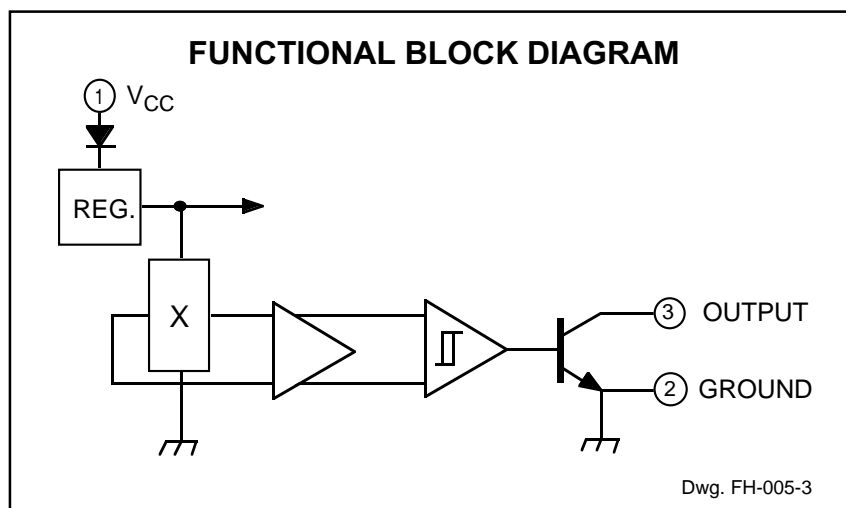 FUNCTIONAL BLOCK DIAGRAM
1 VCC
REG.
X
3 OUTPUT
2 GROUND
Dwg. FH-005-3